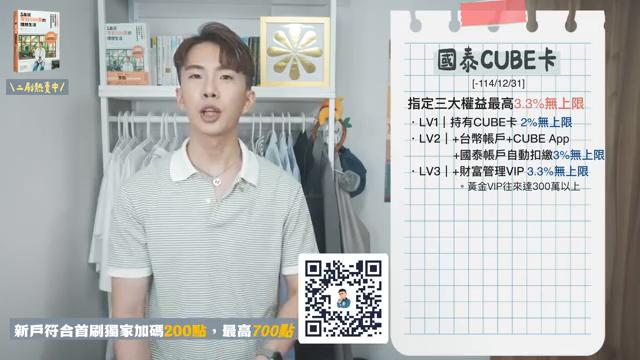 \二刷熱賣中/
國泰CUBE卡
[-114/12/31]
指定三大權益最高3.3%無上限
·LV1|持有CUBE卡 2%無上限
·LV2|+台幣帳戶+CUBE App
+國泰帳戶自動扣繳3%無上限
·LV3|+財富管理VIP 3.3%無上限
。黃金VIP往來達300萬以上
新戶符合首刷獨家加碼200點，最高700點